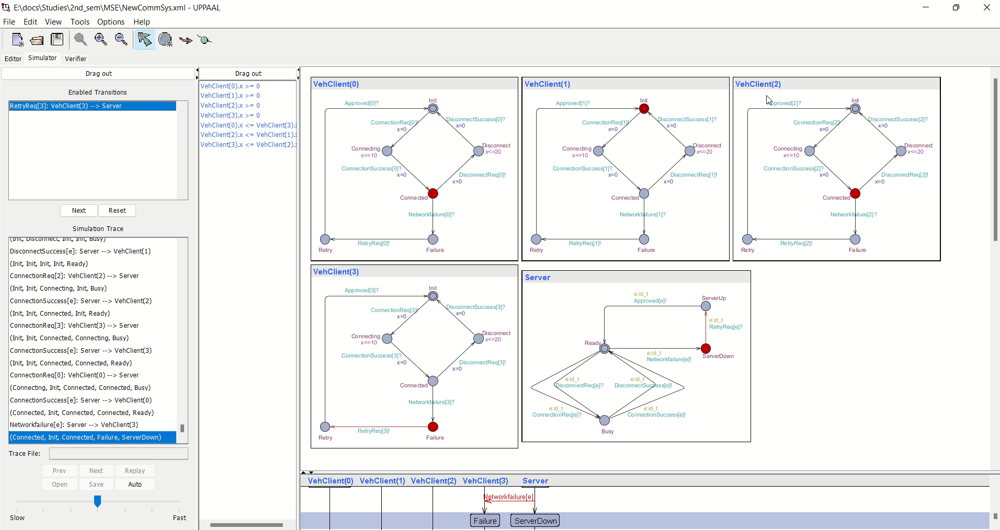 E:\docs\Studies\2nd_sem\MSE\NewCommSys.xml - UPPAAL
File Edit View Tools Options Help
Editor Simulator Verifier
Drag out
Enabled Transitions
RetryReq[3]: VehClient(3) --> Server
Next Reset
Simulation Trace
(Init, Disconnect, Init, Init, Busy)
DisconnectSuccess[e]: Server --> VehClient(1)
(Init, Init, Init, Init, Ready)
ConnectionReq[2]: VehClient(2) --> Server
(Init, Init, Connecting, Init, Busy)
ConnectionSuccess[e]: Server --> VehClient(2)
(Init, Init, Connected, Init, Ready)
ConnectionReq[3]: VehClient(3) --> Server
(Init, Init, Connected, Connecting, Busy)
ConnectionSuccess[e]: Server --> VehClient(3)
(Init, Init, Connected, Connected, Ready)
ConnectionReq[0]: VehClient(0) --> Server
(Connecting, Init, Connected, Connected, Busy)
ConnectionSuccess[e]: Server --> VehClient(0)
(Connected, Init, Connected, Connected, Ready)
Networkfailure[e]: Server --> VehClient(3)
(Connected, Init, Connected, Failure, ServerDown)
Trace File:
Prev Next Replay
Open Save Auto
Slow Fast
Drag out
VehClient(0).x >= 0
VehClient(1).x >= 0
VehClient(2).x >= 0
VehClient(3).x >= 0
VehClient(0).x <= VehClient(3).
VehClient(2).x <= VehClient(1).
VehClient(3).x <= VehClient(2).
VehClient(0)
Init
Approved[0]?
ConnectionReq[0]!
x=0
DisconnectSuccess[0]?
x=0
Connecting
x<=10
Disconnect
x<=20
ConnectionSuccess[0]?
x=0
DisconnectReq[0]!
x=0
Connected
Networkfailure[0]?
RetryReq[0]!
Retry
Failure
VehClient(1)
Init
Approved[1]?
ConnectionReq[1]!
x=0
DisconnectSuccess[1]?
x=0
Connecting
x<=10
Disconnect
x<=20
ConnectionSuccess[1]?
x=0
DisconnectReq[1]!
x=0
Connected
Networkfailure[1]?
RetryReq[1]!
Retry
Failure
VehClient(2)
Init
Approved[2]?
ConnectionReq[2]!
x=0
DisconnectSuccess[2]?
x=0
Connecting
x<=10
Disconnect
x<=20
ConnectionSuccess[2]?
x=0
DisconnectReq[2]!
x=0
Connected
Networkfailure[2]?
RetryReq[2]!
Retry
Failure
VehClient(3)
Init
Approved[3]?
ConnectionReq[3]!
x=0
DisconnectSuccess[3]?
x=0
Connecting
x<=10
Disconnect
x<=20
ConnectionSuccess[3]?
x=0
DisconnectReq[3]!
x=0
Connected
Networkfailure[3]?
RetryReq[3]!
Retry
Failure
Server
e:id_t
Approved[e]!
ServerUp
e:id_t
RetryReq[e]?
Ready
e:id_t
Networkfailure[e]!
ServerDown
e:id_t
DisconnectReq[e]?
e:id_t
DisconnectSuccess[e]!
e:id_t
ConnectionReq[e]?
e:id_t
ConnectionSuccess[e]!
Busy
VehClient(0) VehClient(1) VehClient(2) VehClient(3) Server
Networkfailure[e]
Failure ServerDown